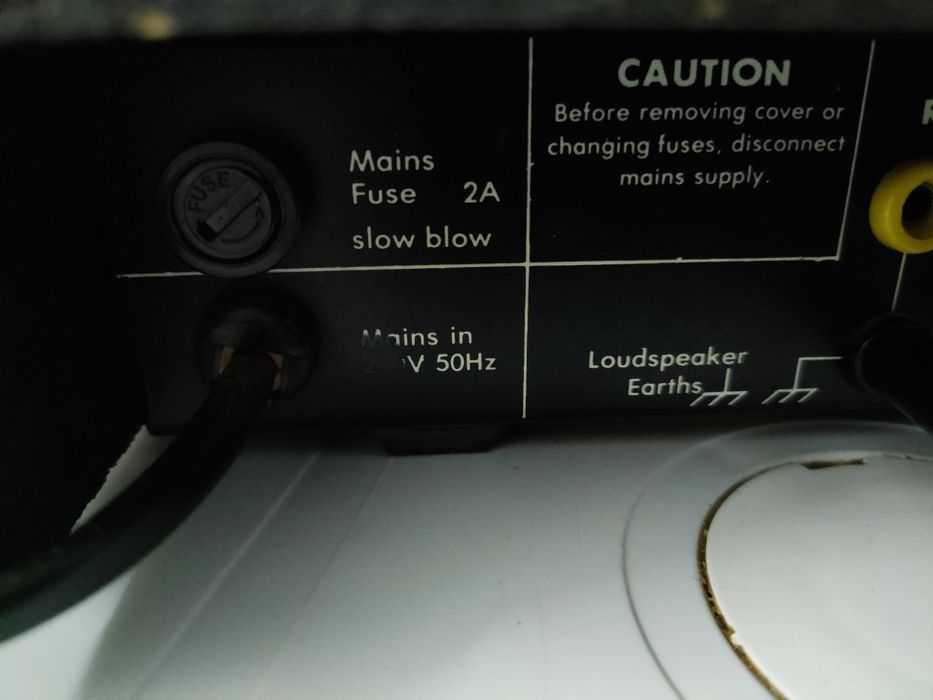 CAUTION
Before removing cover or
changing fuses, disconnect
mains supply.
FUSE
Mains
Fuse 2A
slow blow
Mains in
50Hz
Loudspeaker
Earths